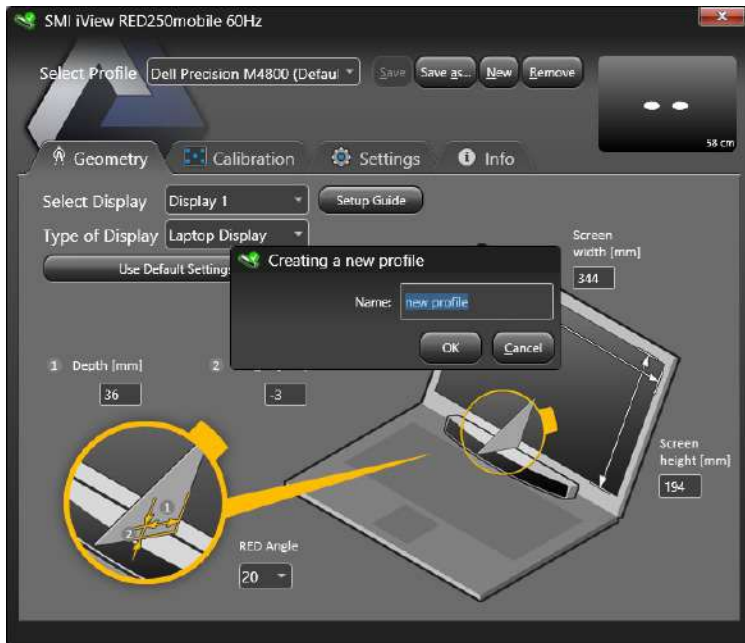 SMI iView RED250mobile 60Hz
Select Profile Dell Precision M4800 (Defaul Save Save as... New Remove
58 cm
Geometry Calibration Settings Info
Select Display Display 1 Setup Guide
Type of Display Laptop Display
Use Default Settings
Creating a new profile
Name: new profile
OK Cancel
Screen
width [mm]
344
1 Depth [mm] 2
36 -3
1
2
Screen
height [mm]
194
RED Angle
20